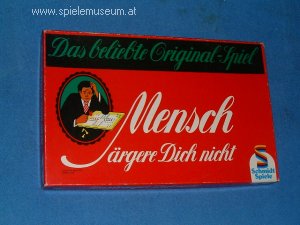 www.spielemuseum.at
Das beliebte Original-Spiel
Mensch
ärgere Dich nicht
Schmidt
Spiele